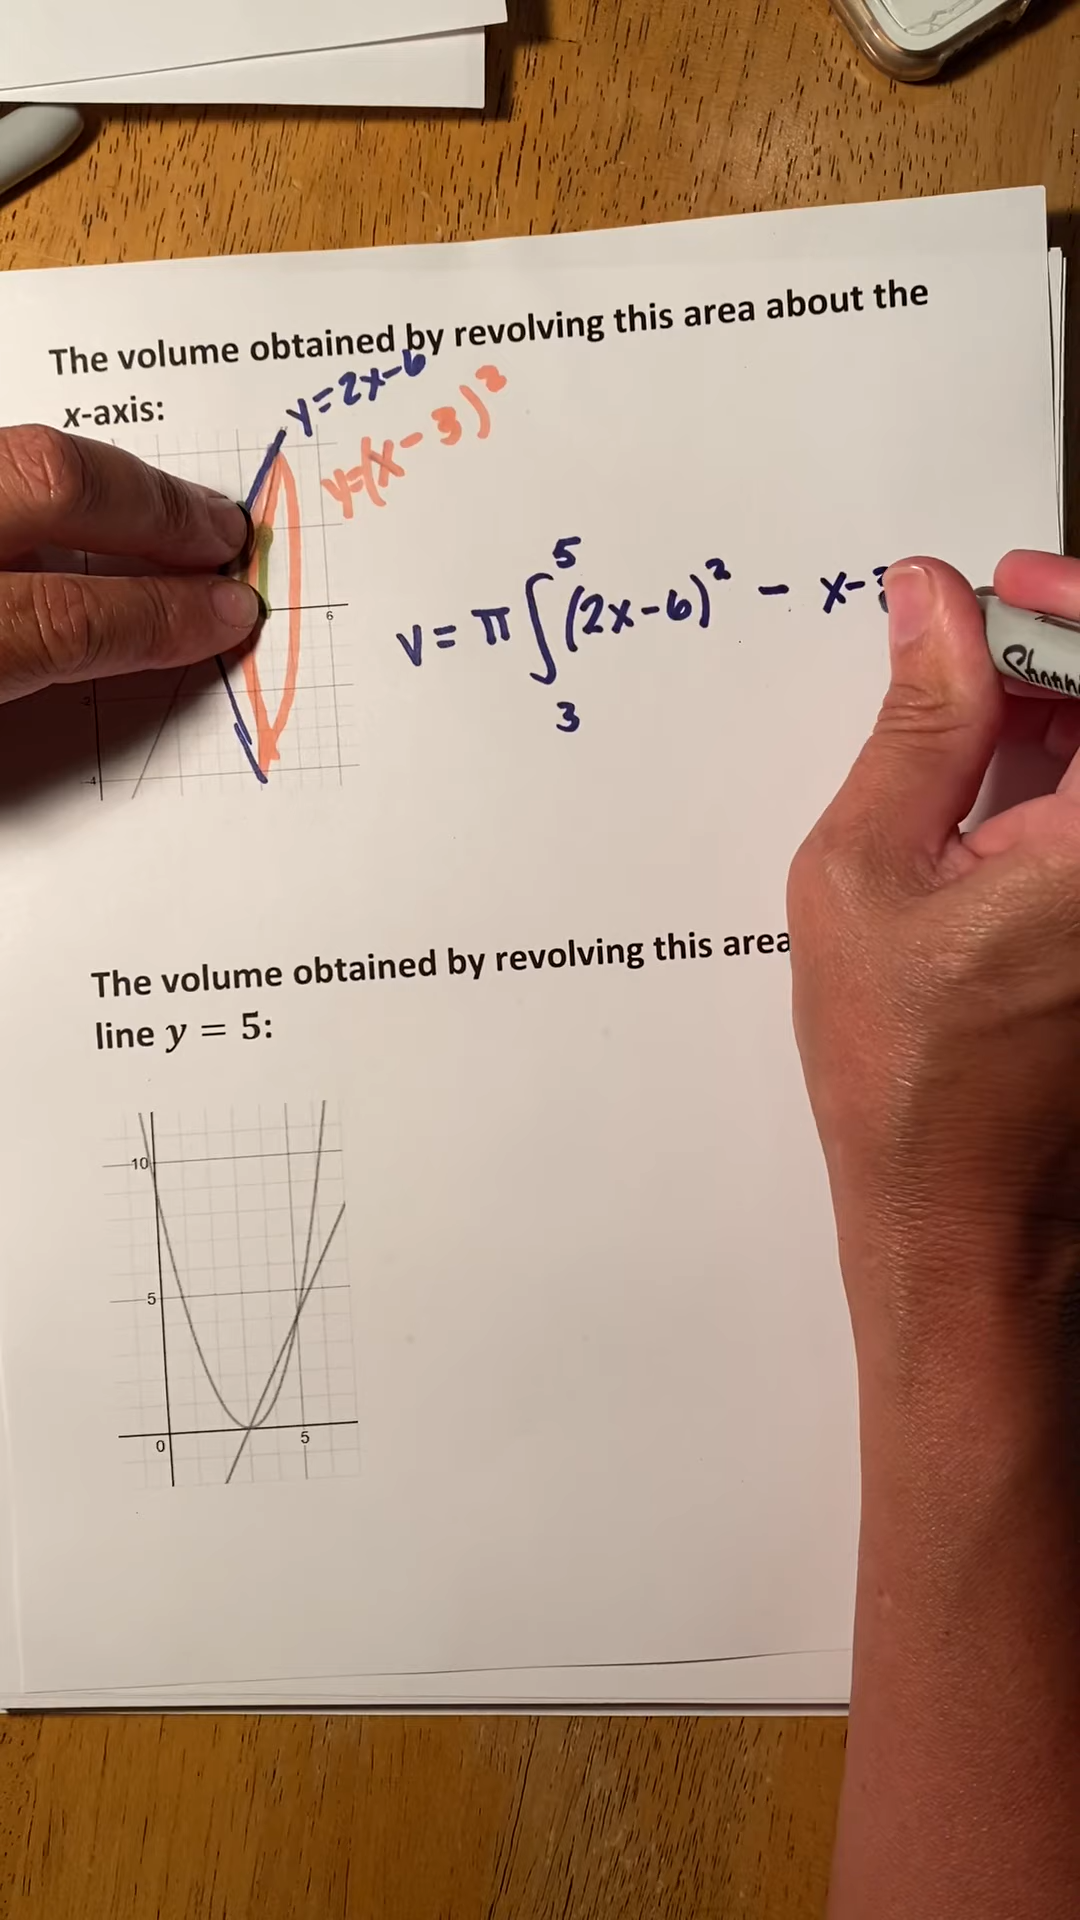 The volume obtained by revolving this area about the
x-axis:
y=2x-6
y=(x-3)²
6
-2
-4
5
V = π∫(2x-6)² - x-
3
The volume obtained by revolving this area
line y = 5:
10
5
0
5